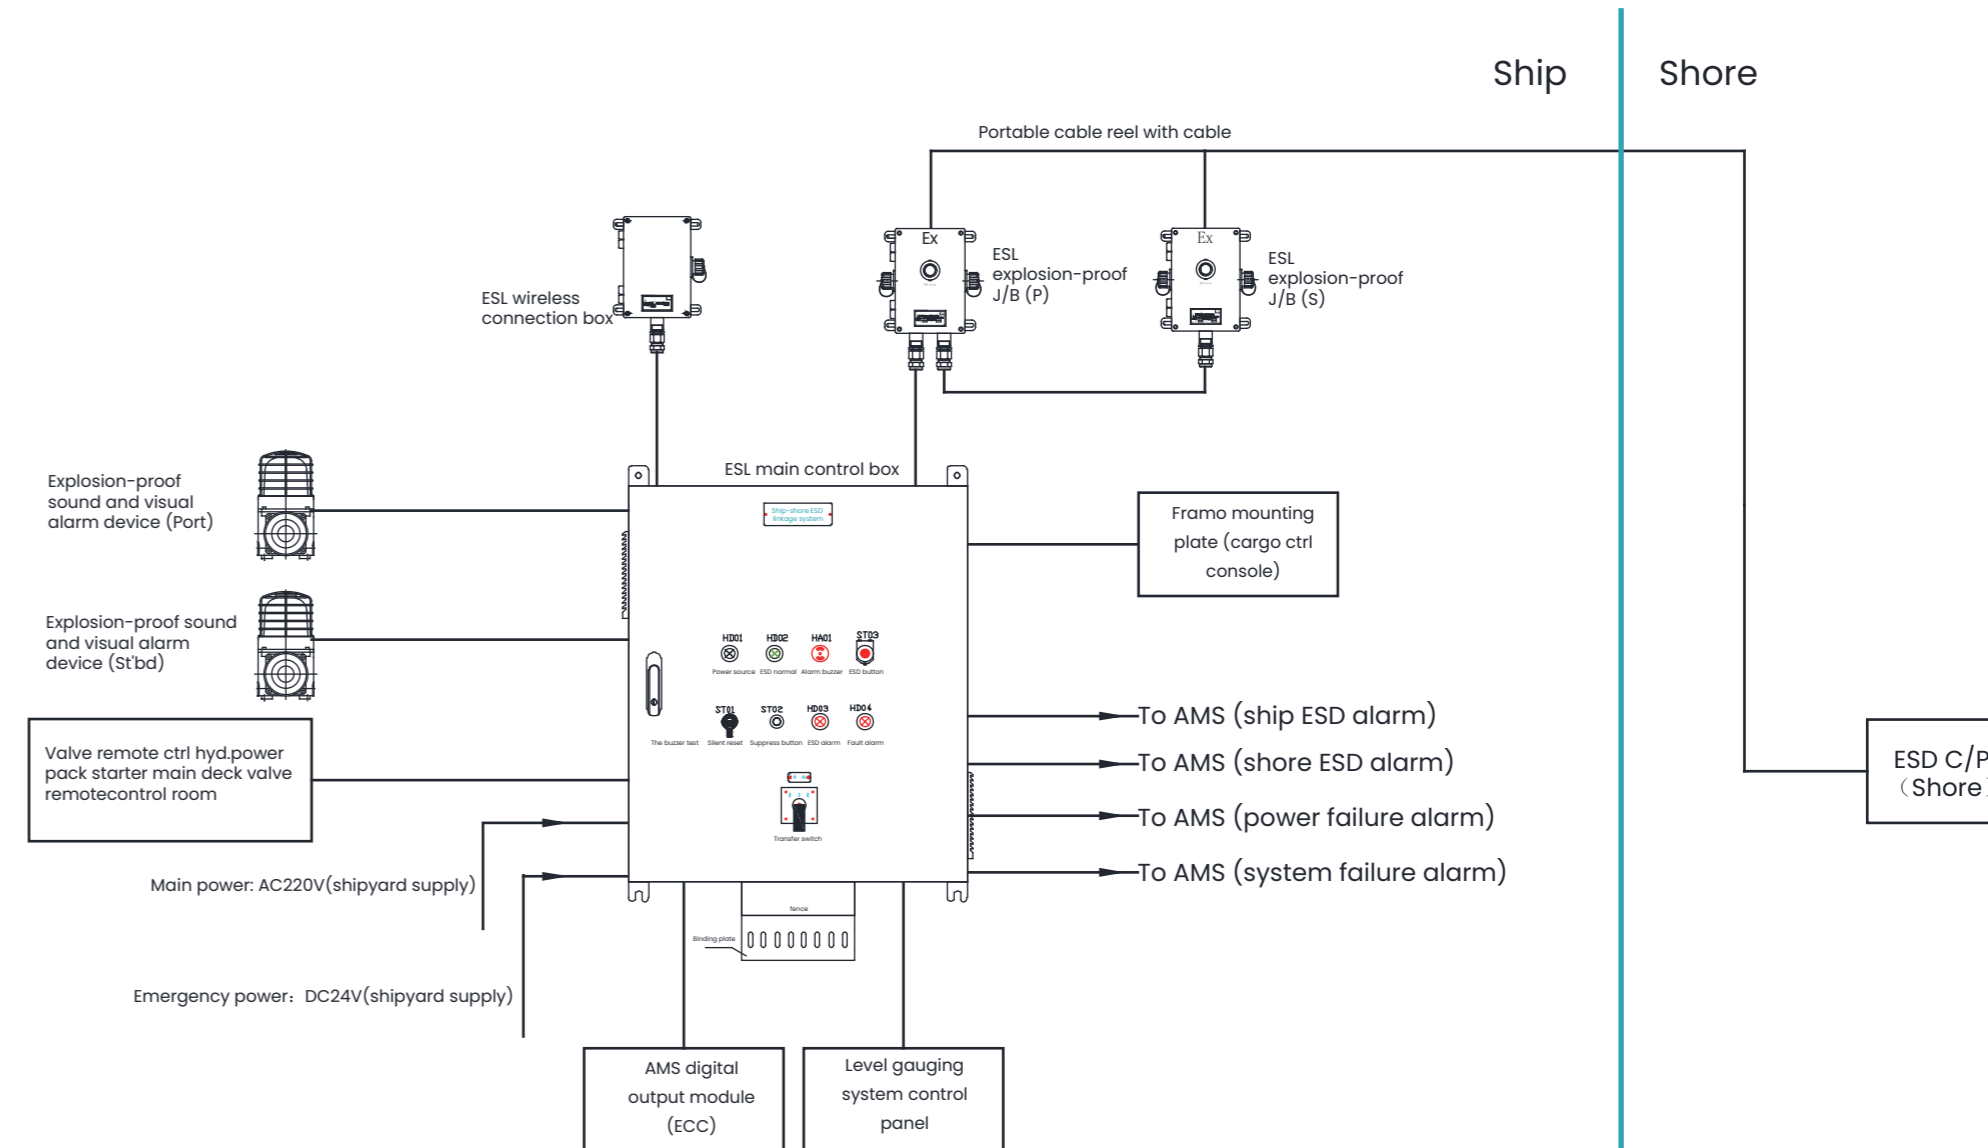 Ship
Shore
Portable cable reel with cable
Ex
ESL
explosion-proof
J/B (P)
Ex
ESL
explosion-proof
J/B (S)
ESL wireless
connection box
ESL main control box
Explosion-proof
sound and visual
alarm device (Port)
Ship-shore ESD
linkage system
Framo mounting
plate (cargo ctrl
console)
Explosion-proof sound
and visual alarm
device (St'bd)
HD01 HD02 HA01 ST03
Power source ESD normal Alarm buzzer ESD button
ST01 ST02 HD03 HD04
The buzzer test Silent reset Suppress button ESD alarm Fault alarm
Transfer switch
To AMS (ship ESD alarm)
To AMS (shore ESD alarm)
To AMS (power failure alarm)
To AMS (system failure alarm)
Valve remote ctrl hyd.power
pack starter main deck valve
remotecontrol room
ESD C/P
（Shore）
Main power: AC220V(shipyard supply)
fence
Binding plate
Emergency power：DC24V(shipyard supply)
AMS digital
output module
(ECC)
Level gauging
system control
panel